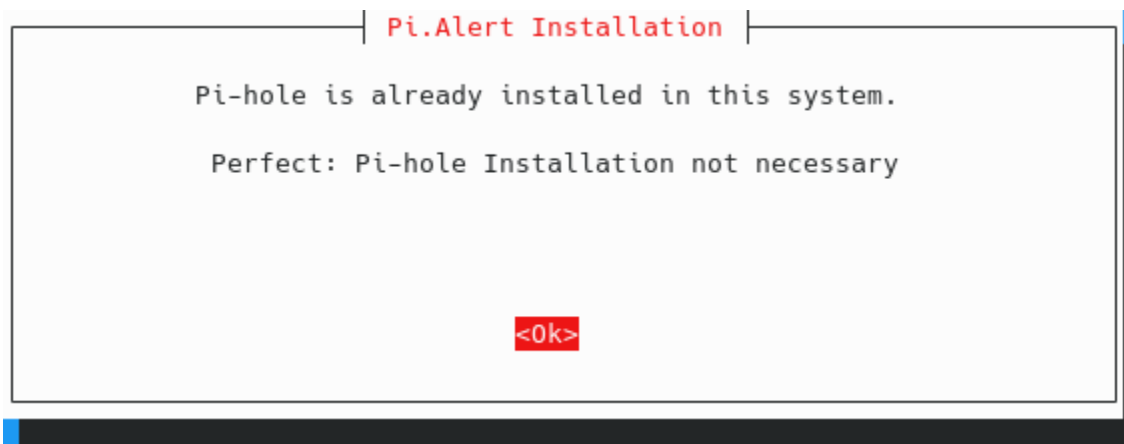 Pi.Alert Installation
Pi-hole is already installed in this system.
Perfect: Pi-hole Installation not necessary
<Ok>